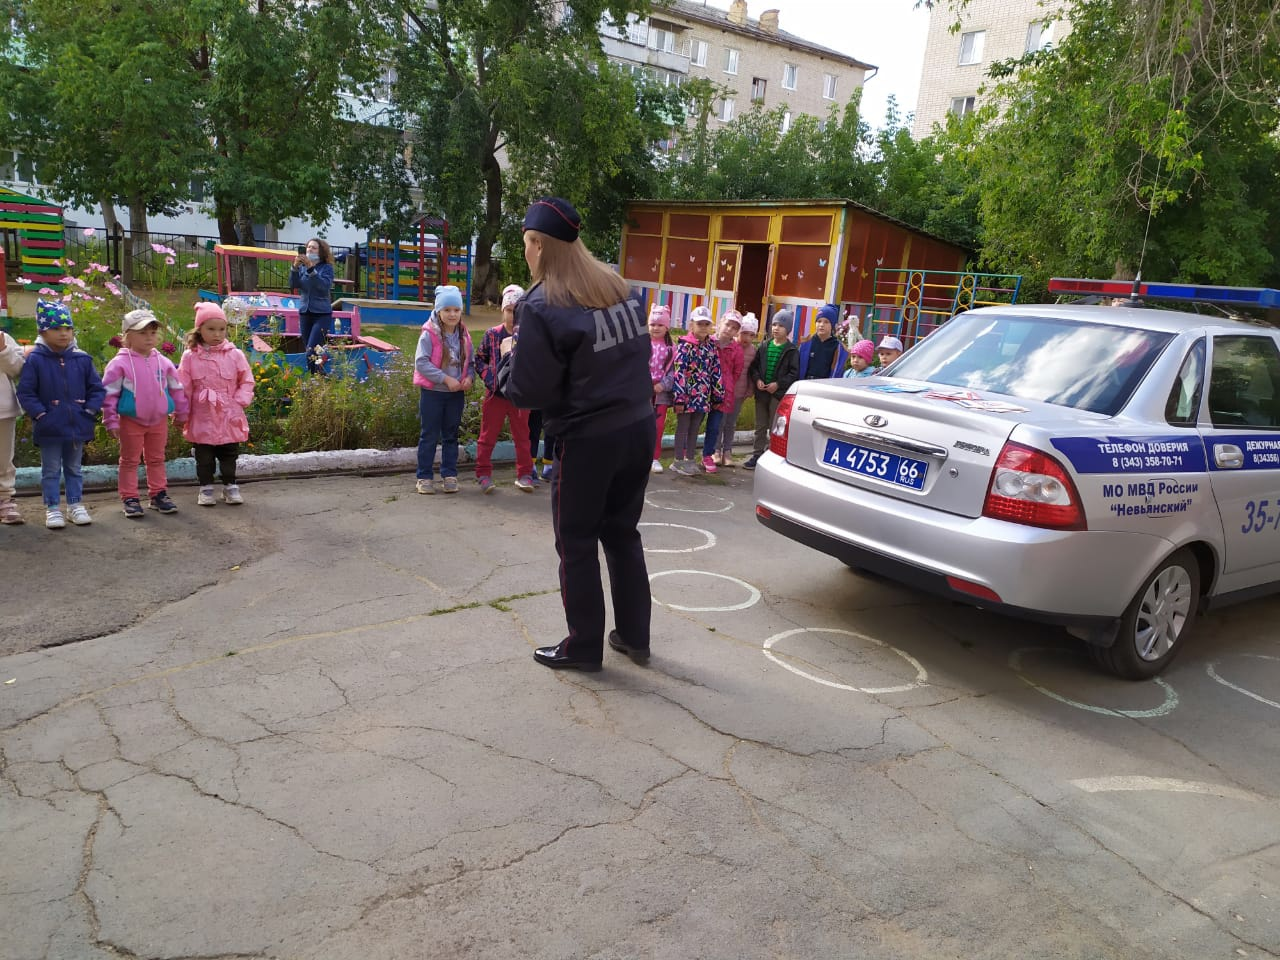 ДПС
А 4753 66
RUS
ТЕЛЕФОН ДОВЕРИЯ
8 (343) 358-70-71
МО МВД России
"Невьянский"
ДЕЖУРНАЯ
8(34356)
35-